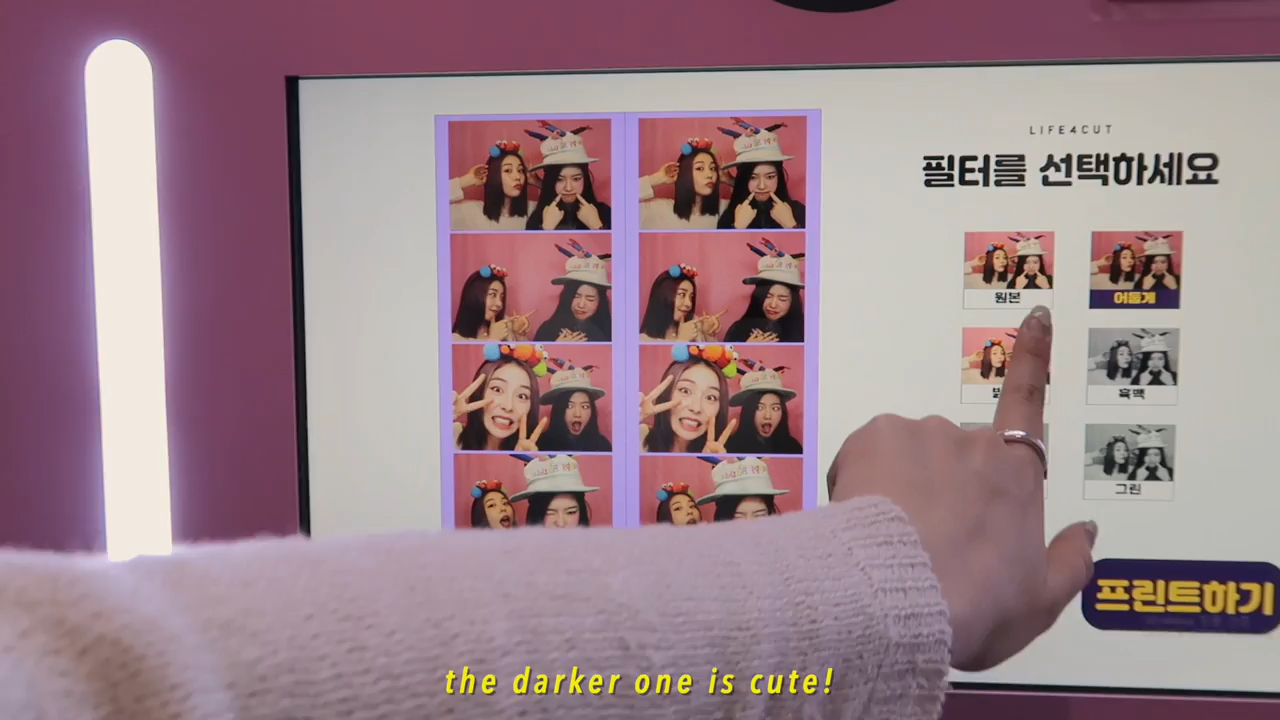 LIFE4CUT
필터를 선택하세요
원본
어둡게
흑백
그린
프린트하기
the darker one is cute!